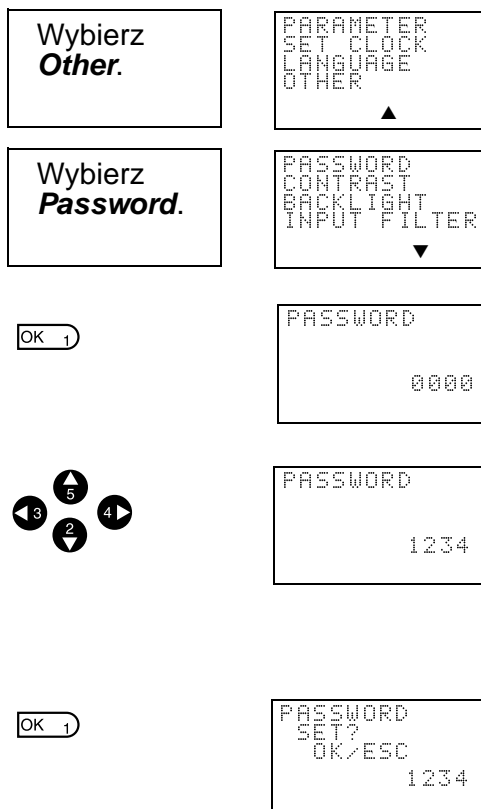 Wybierz
Other.
PARAMETER
SET CLOCK
LANGUAGE
OTHER
▲
Wybierz
Password.
PASSWORD
CONTRAST
BACKLIGHT
INPUT FILTER
▼
OK 1
PASSWORD
0000
5
3 4
2
PASSWORD
1234
OK 1
PASSWORD
SET?
OK/ESC
1234